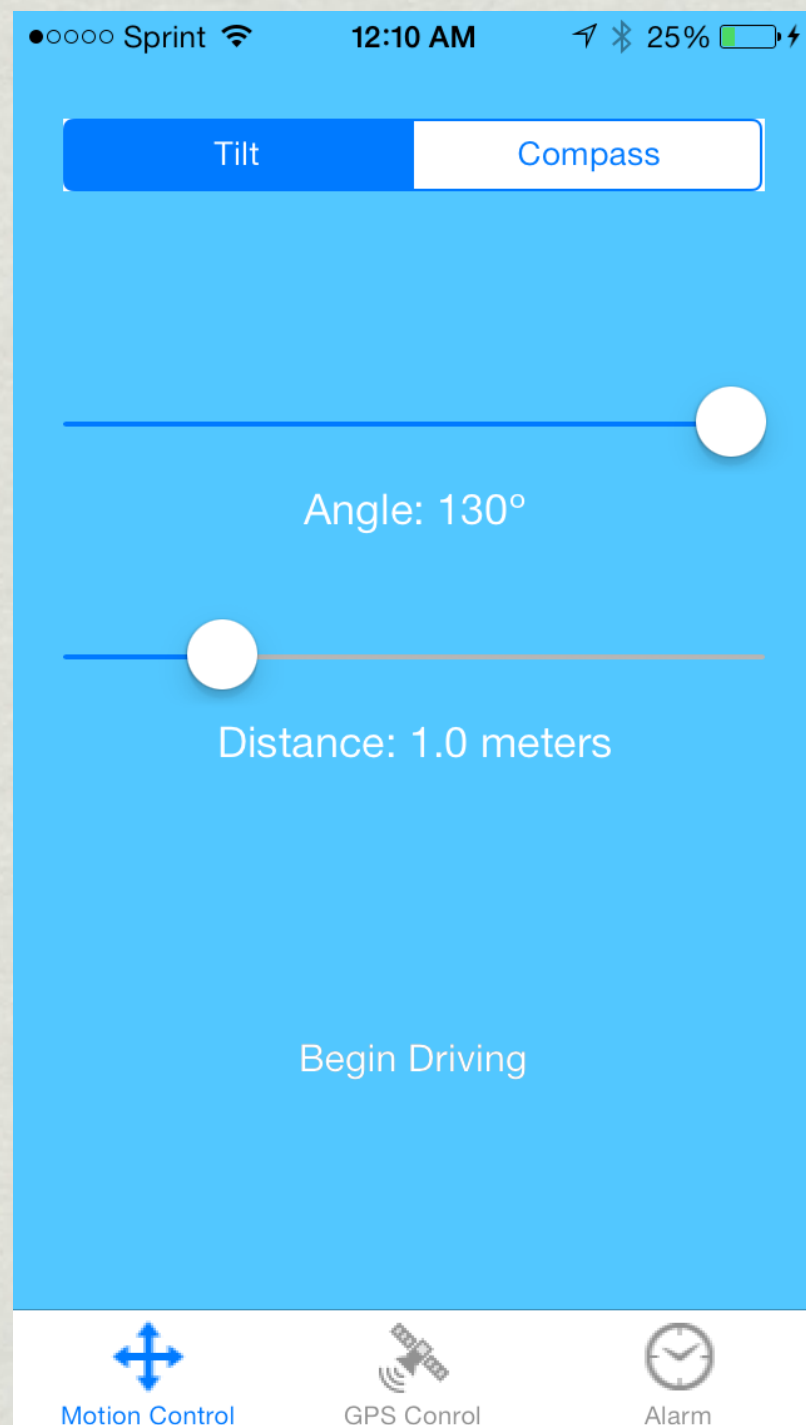 Sprint 12:10 AM 25%
Tilt Compass
Angle: 130°
Distance: 1.0 meters
Begin Driving
Motion Control GPS Conrol Alarm